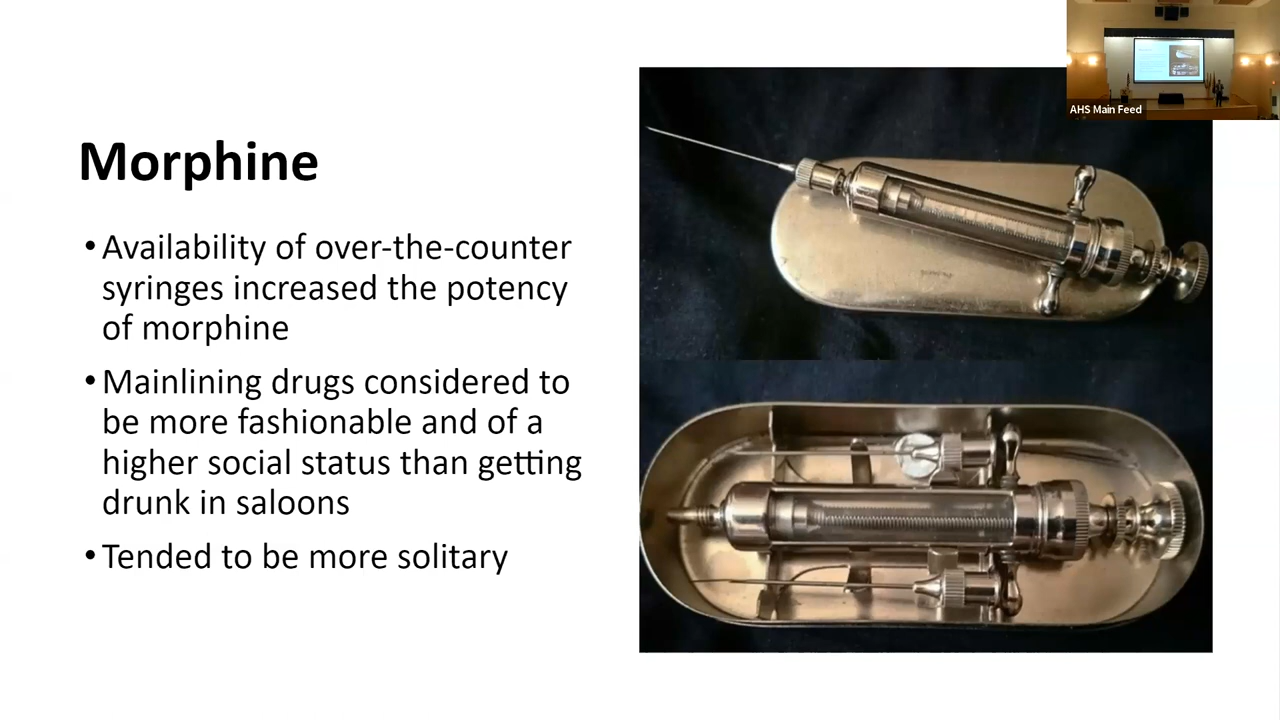 AHS Main Feed
Morphine
• Availability of over-the-counter
syringes increased the potency
of morphine
• Mainlining drugs considered to
be more fashionable and of a
higher social status than getting
drunk in saloons
• Tended to be more solitary